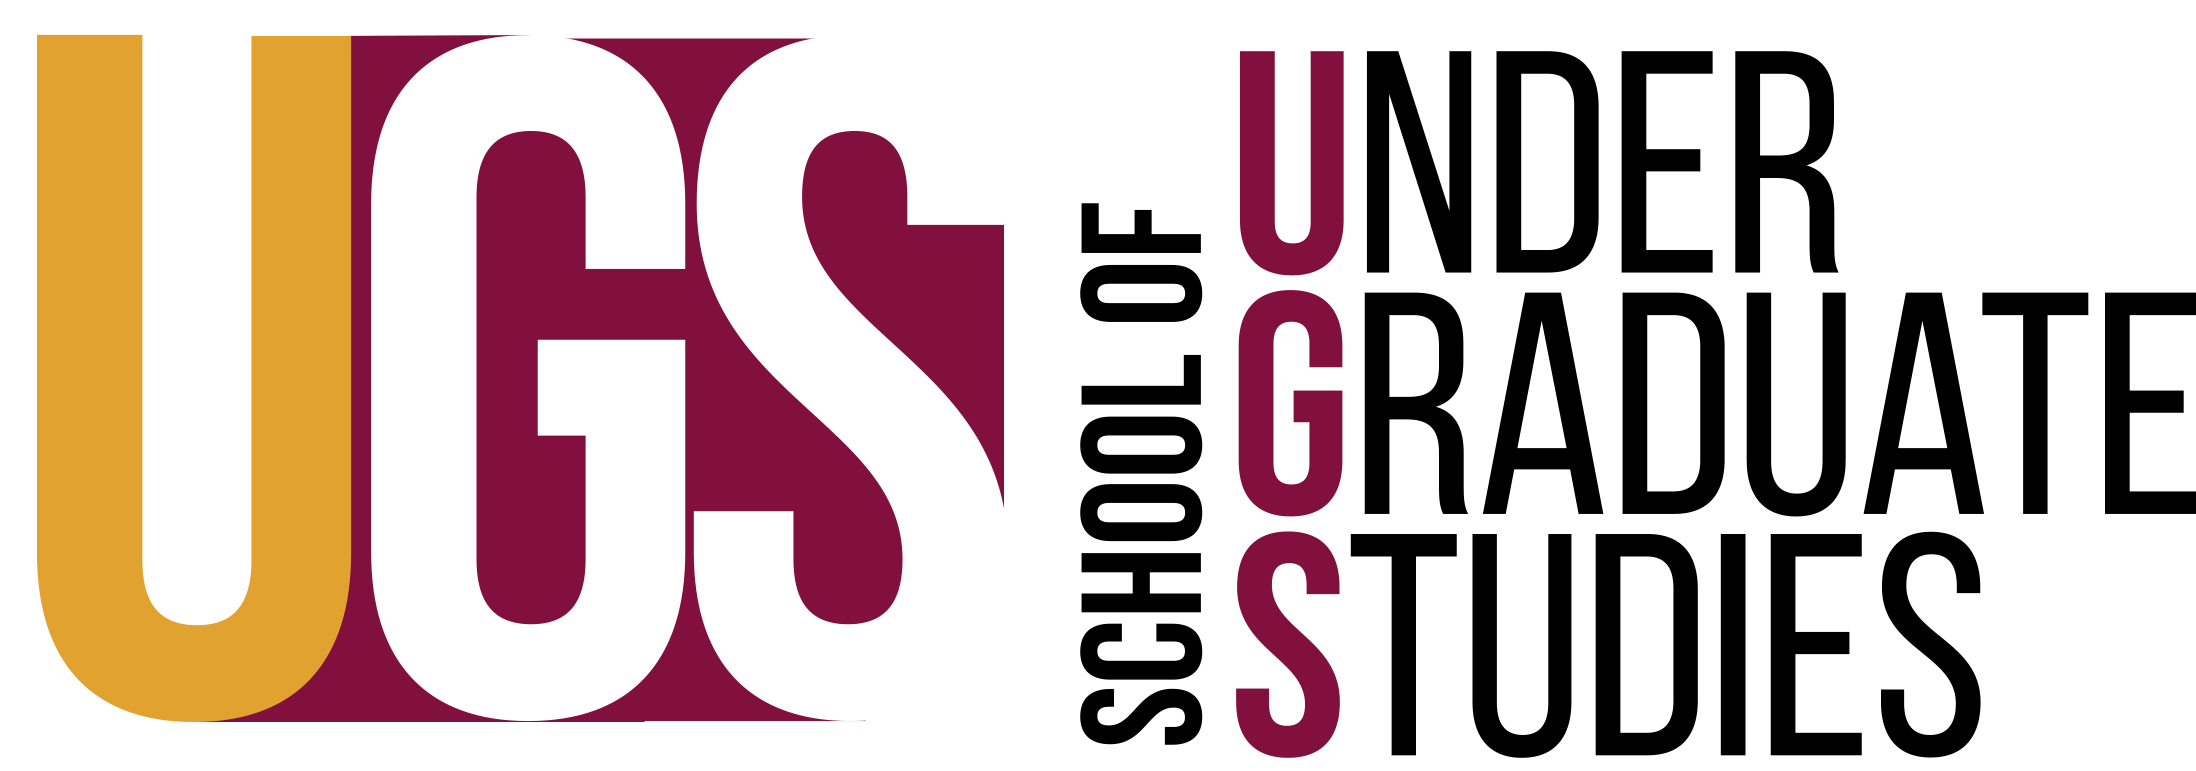 UGS
SCHOOL OF
UNDER
GRADUATE
STUDIES